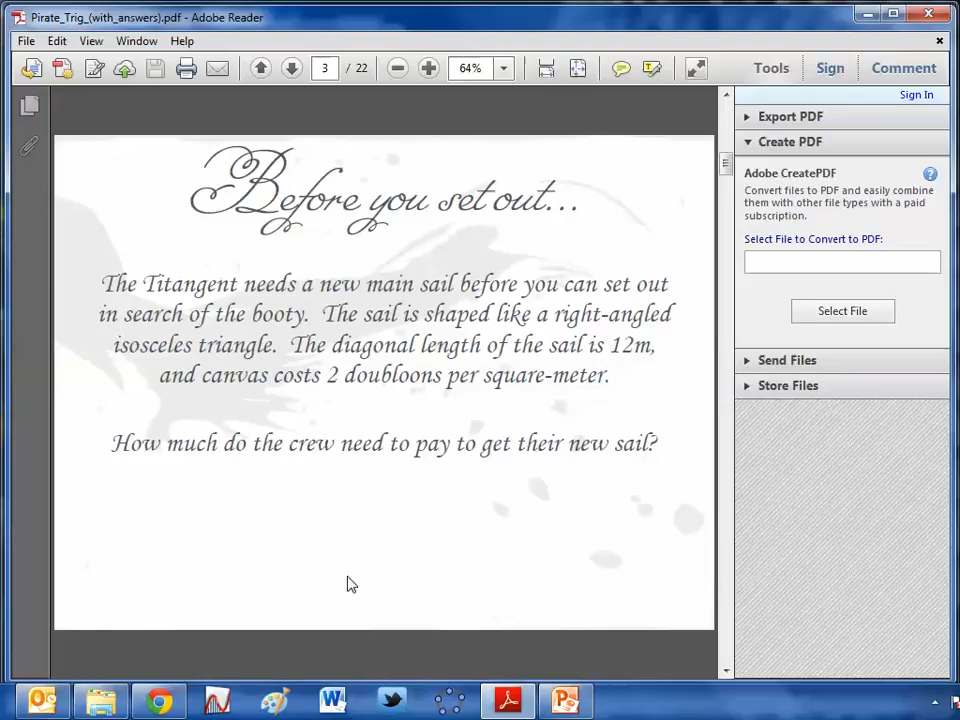 Pirate_Trig_(with_answers).pdf - Adobe Reader
File Edit View Window Help
3 / 22 64% Tools Sign Comment
Sign In
Export PDF
Create PDF
Adobe CreatePDF
Convert files to PDF and easily combine
them with other file types with a paid
subscription.
Select File to Convert to PDF:
Select File
Send Files
Store Files
Before you set out...
The Titangent needs a new main sail before you can set out
in search of the booty. The sail is shaped like a right-angled
isosceles triangle. The diagonal length of the sail is 12m,
and canvas costs 2 doubloons per square-meter.
How much do the crew need to pay to get their new sail?